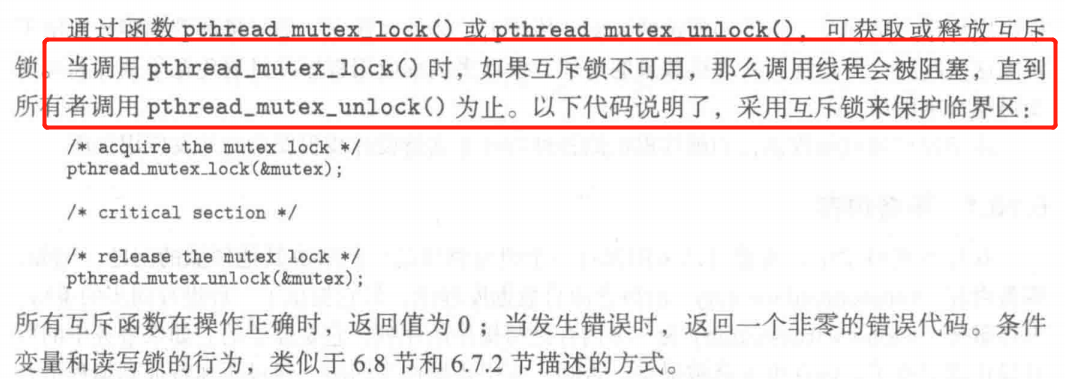 通过函数 pthread_mutex_lock() 或 pthread_mutex_unlock()，可获取或释放互斥
锁。当调用 pthread_mutex_lock() 时，如果互斥锁不可用，那么调用线程会被阻塞，直到
所有者调用 pthread_mutex_unlock() 为止。以下代码说明了，采用互斥锁来保护临界区：
/* acquire the mutex lock */
pthread_mutex_lock(&mutex);
/* critical section */
/* release the mutex lock */
pthread_mutex_unlock(&mutex);
所有互斥函数在操作正确时，返回值为 0；当发生错误时，返回一个非零的错误代码。条件
变量和读写锁的行为，类似于 6.8 节和 6.7.2 节描述的方式。